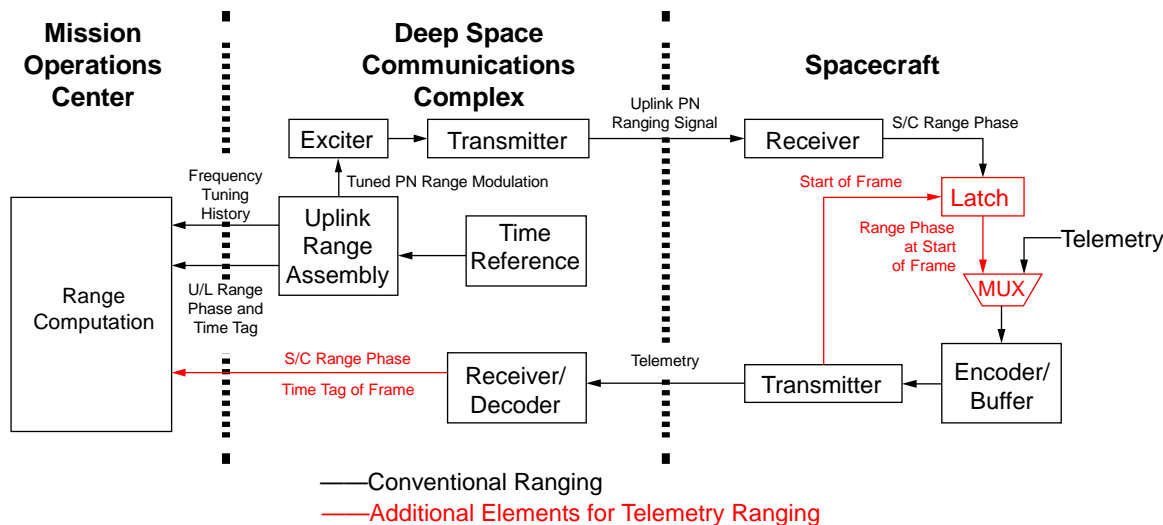 Mission
Operations
Center
Deep Space
Communications
Complex
Spacecraft
Uplink PN
Ranging Signal
S/C Range Phase
Exciter
Transmitter
Receiver
Frequency
Tuning
History
Tuned PN Range Modulation
Start of Frame
Latch
Uplink
Range
Assembly
Time
Reference
Range Phase
at Start
of Frame
Telemetry
MUX
Range
Computation
U/L Range
Phase and
Time Tag
S/C Range Phase
Time Tag of Frame
Receiver/
Decoder
Telemetry
Transmitter
Encoder/
Buffer
Conventional Ranging
Additional Elements for Telemetry Ranging